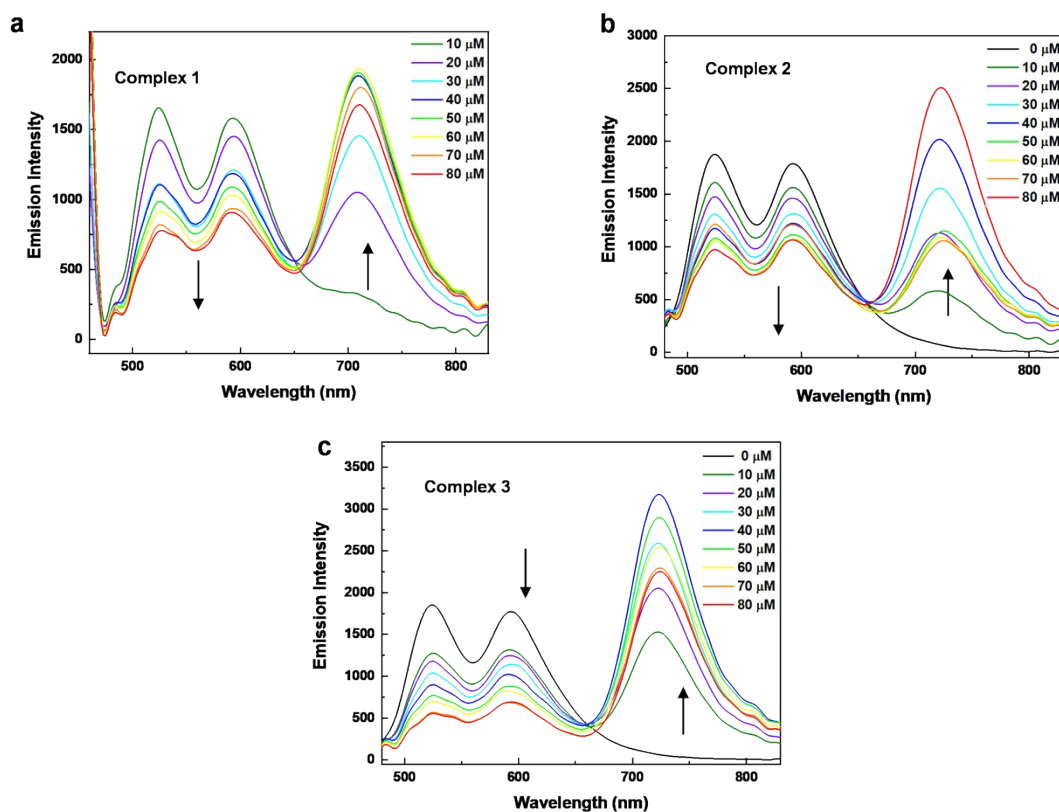 a
Complex 1
10 μM
20 μM
30 μM
40 μM
50 μM
60 μM
70 μM
80 μM
Emission Intensity
2000
1500
1000
500
0
500
600
700
800
Wavelength (nm)
b
Complex 2
0 μM
10 μM
20 μM
30 μM
40 μM
50 μM
60 μM
70 μM
80 μM
Emission Intensity
3000
2500
2000
1500
1000
500
0
500
600
700
800
Wavelength (nm)
c
Complex 3
0 μM
10 μM
20 μM
30 μM
40 μM
50 μM
60 μM
70 μM
80 μM
Emission Intensity
3500
3000
2500
2000
1500
1000
500
0
500
600
700
800
Wavelength (nm)